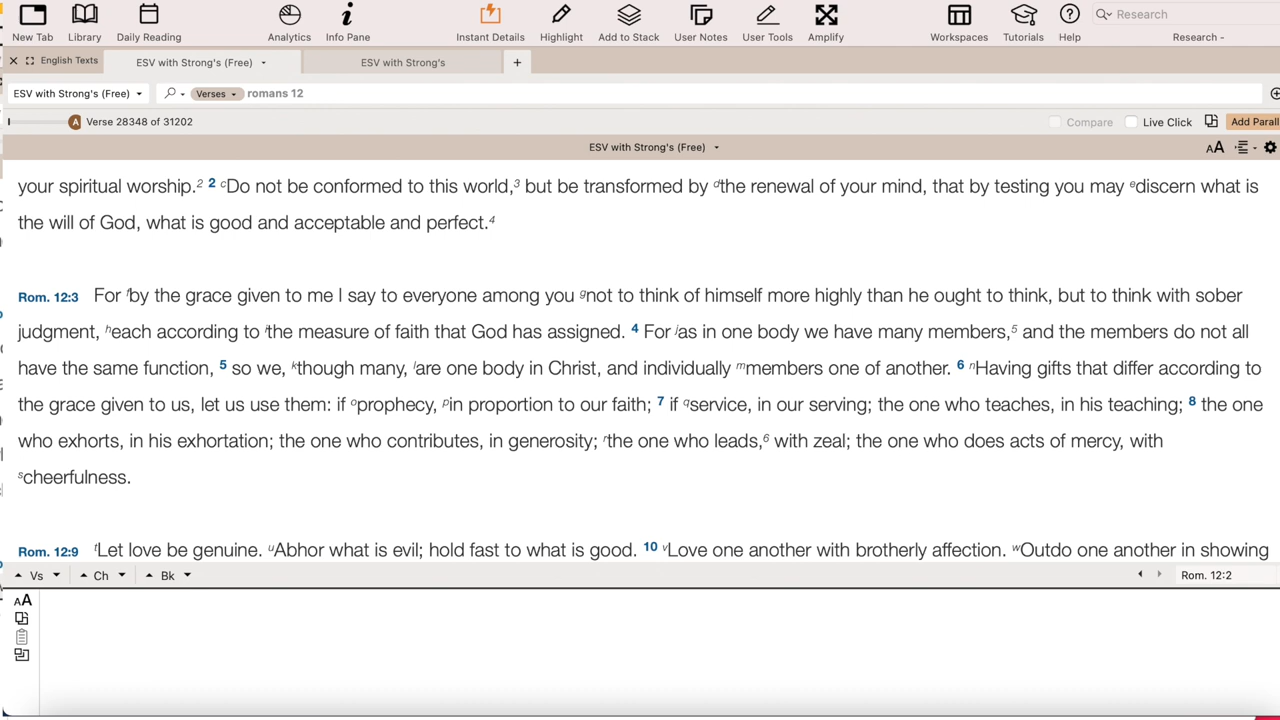 New Tab Library Daily Reading Analytics Info Pane Instant Details Highlight Add to Stack User Notes User Tools Amplify Workspaces Tutorials Help Research
Research -
English Texts ESV with Strong's (Free) ESV with Strong's +
ESV with Strong's (Free) Verses romans 12
A Verse 28348 of 31202 Compare Live Click Add Parall
ESV with Strong's (Free) AA
your spiritual worship.2 2 cDo not be conformed to this world,3 but be transformed by dthe renewal of your mind, that by testing you may ediscern what is
the will of God, what is good and acceptable and perfect.4
Rom. 12:3 For fby the grace given to me I say to everyone among you gnot to think of himself more highly than he ought to think, but to think with sober
judgment, heach according to ithe measure of faith that God has assigned. 4 For jas in one body we have many members,5 and the members do not all
have the same function, 5 so we, kthough many, lare one body in Christ, and individually mmembers one of another. 6 nHaving gifts that differ according to
the grace given to us, let us use them: if oprophecy, pin proportion to our faith; 7 if qservice, in our serving; the one who teaches, in his teaching; 8 the one
who exhorts, in his exhortation; the one who contributes, in generosity; rthe one who leads,6 with zeal; the one who does acts of mercy, with
scheerfulness.
Rom. 12:9 tLet love be genuine. uAbhor what is evil; hold fast to what is good. 10 vLove one another with brotherly affection. wOutdo one another in showing
Vs Ch Bk Rom. 12:2
AA